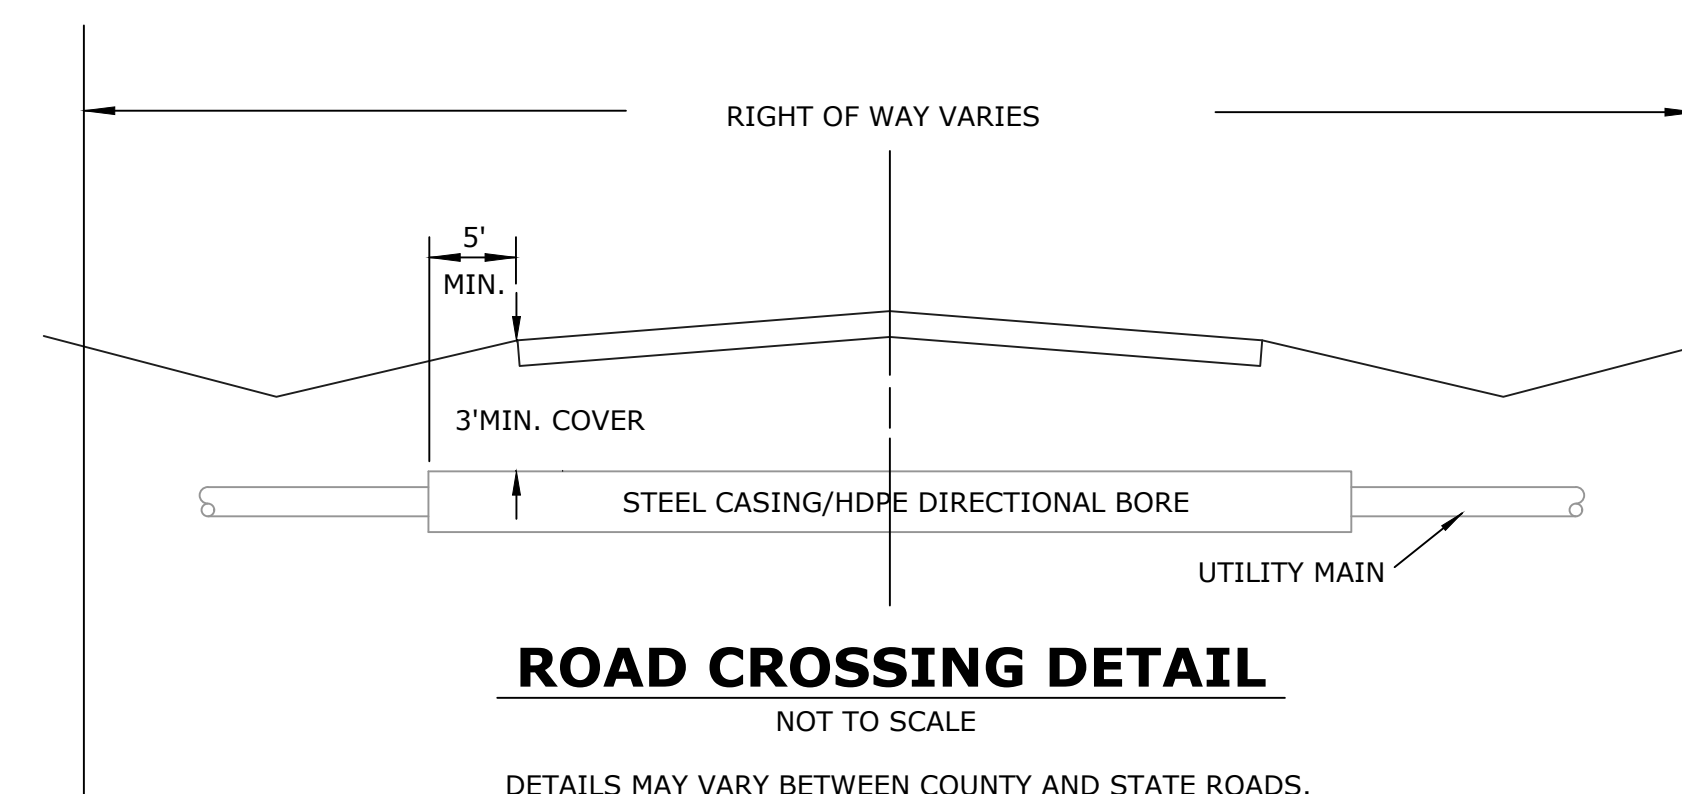 RIGHT OF WAY VARIES
5'
MIN.
3'MIN. COVER
STEEL CASING/HDPE DIRECTIONAL BORE
UTILITY MAIN
ROAD CROSSING DETAIL
NOT TO SCALE
DETAILS MAY VARY BETWEEN COUNTY AND STATE ROADS.